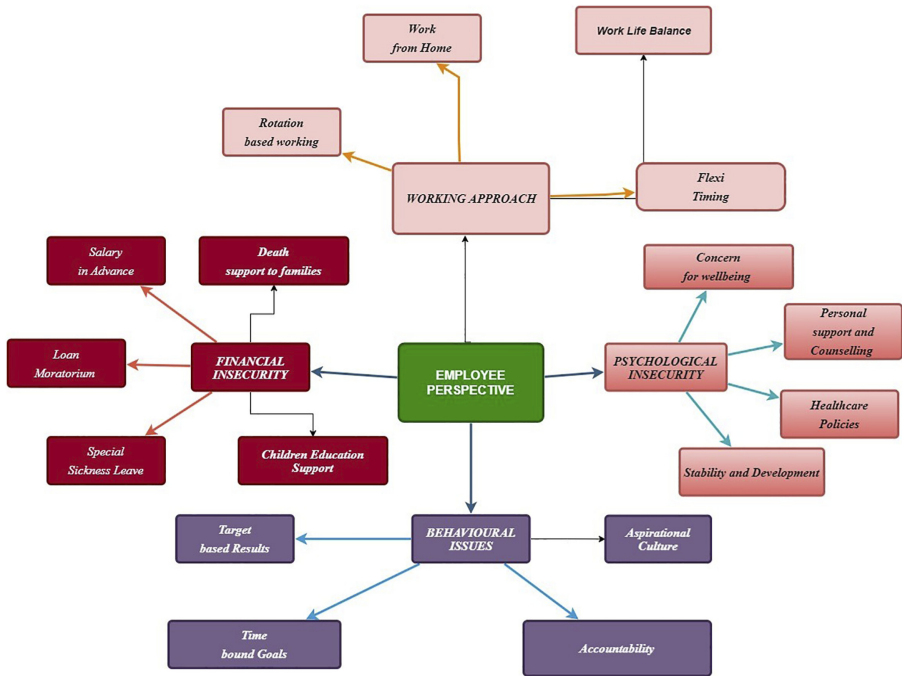 Work
from Home
Work Life Balance
Rotation
based working
WORKING APPROACH
Flexi
Timing
Salary
in Advance
Death
support to families
Concern
for wellbeing
Personal
support and
Counselling
Loan
Moratorium
FINANCIAL
INSECURITY
EMPLOYEE
PERSPECTIVE
PSYCHOLOGICAL
INSECURITY
Healthcare
Policies
Special
Sickness Leave
Children Education
Support
Stability and Development
Target
based Results
BEHAVIOURAL
ISSUES
Aspirational
Culture
Time
bound Goals
Accountability